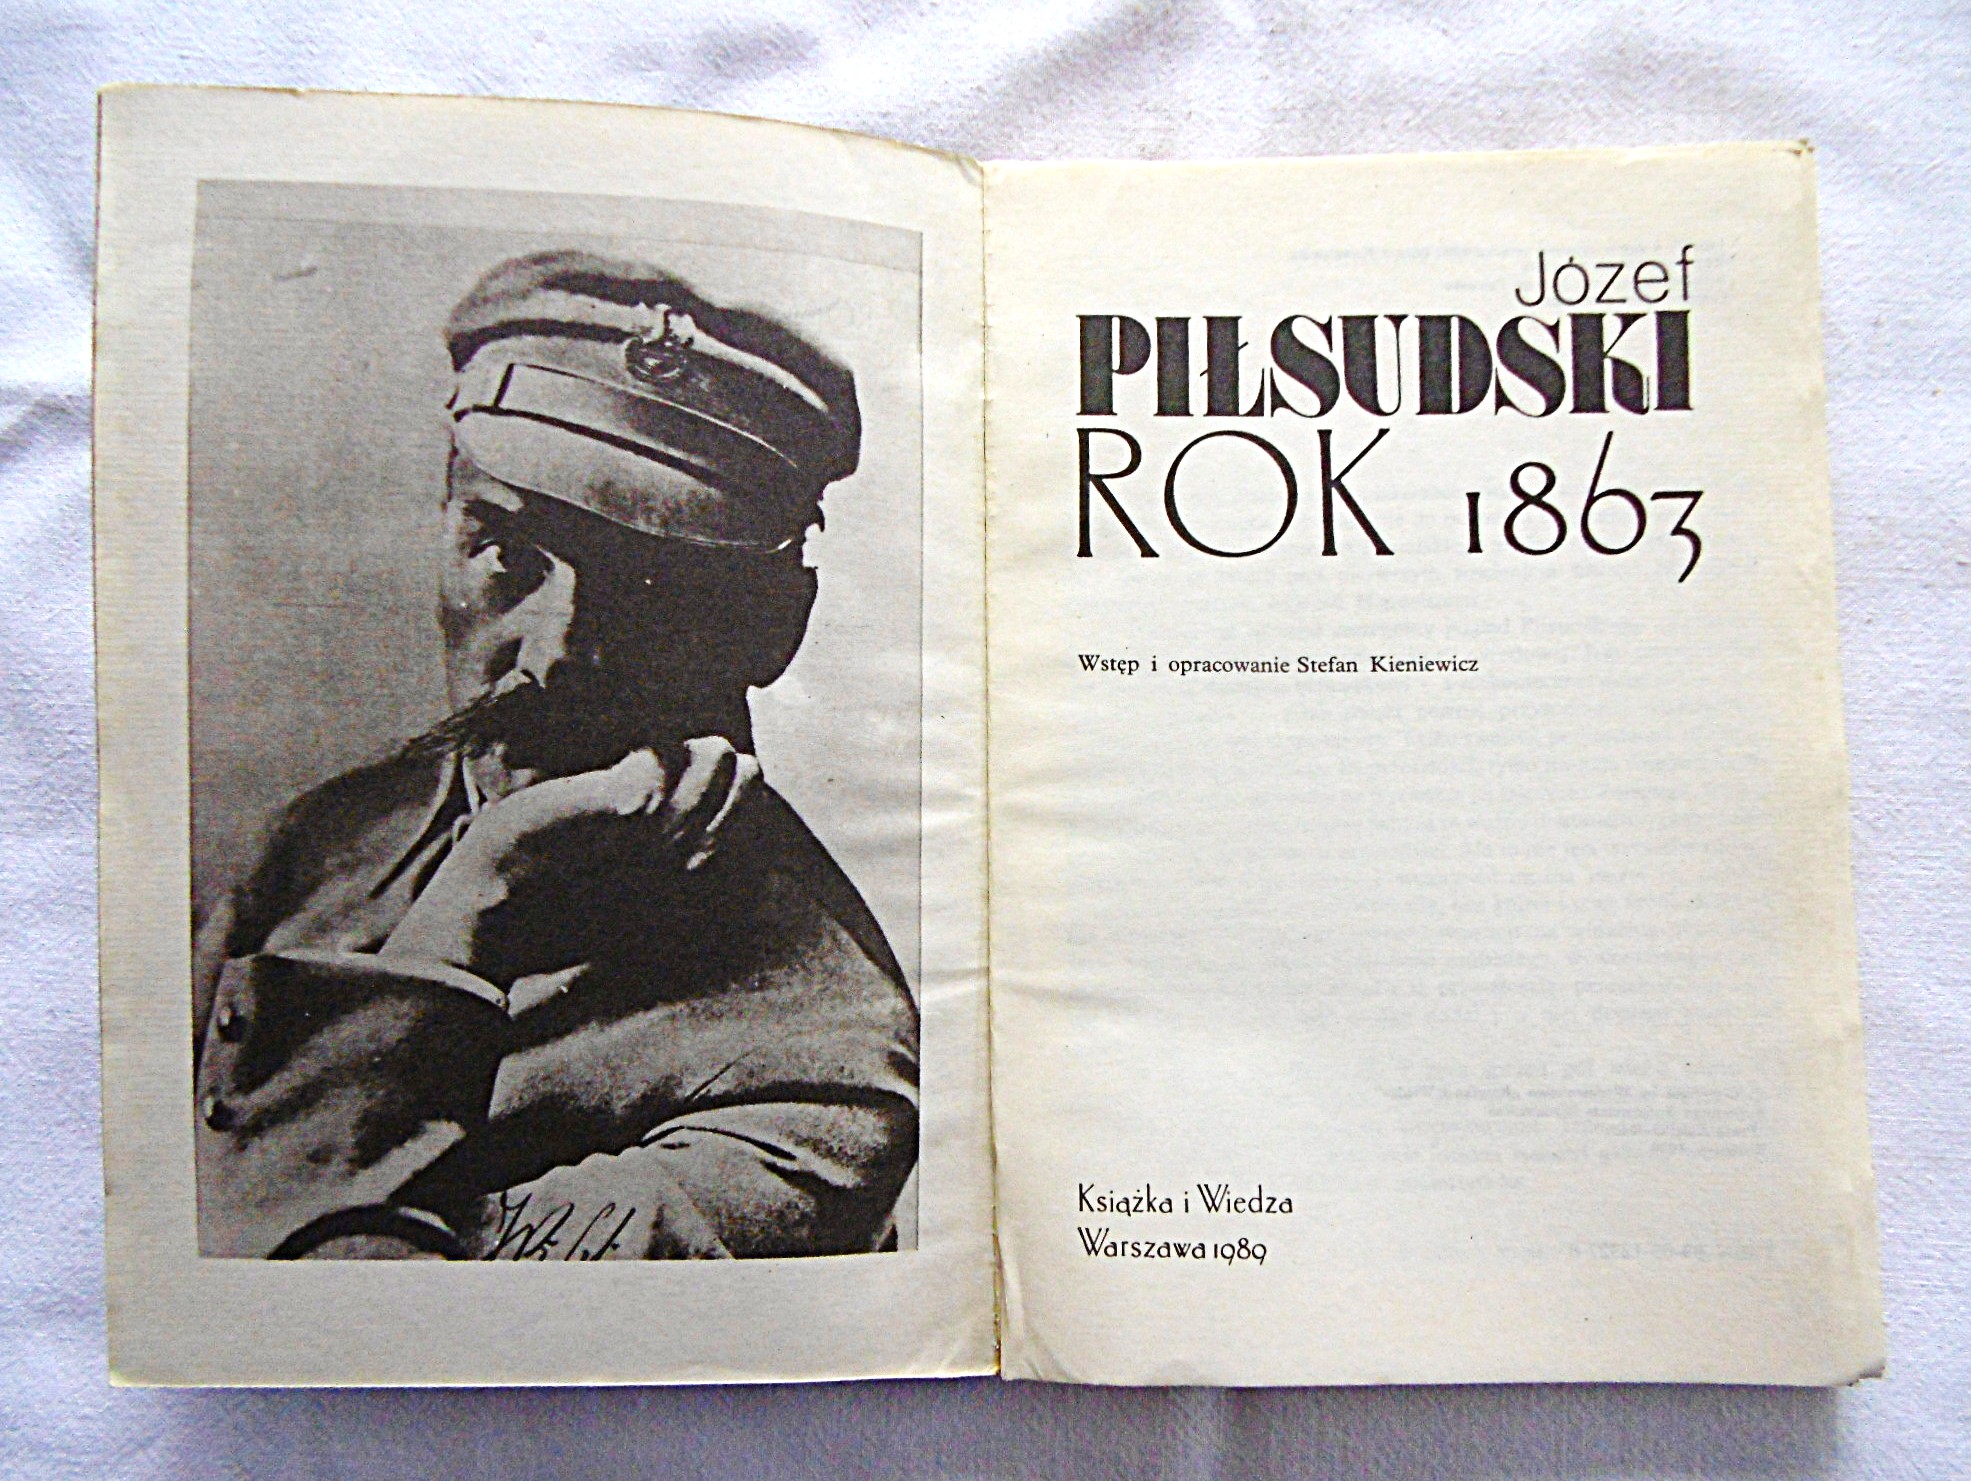 Józef
PIŁSUDSKI
ROK 1863
Wstęp i opracowanie Stefan Kieniewicz
Książka i Wiedza
Warszawa 1989